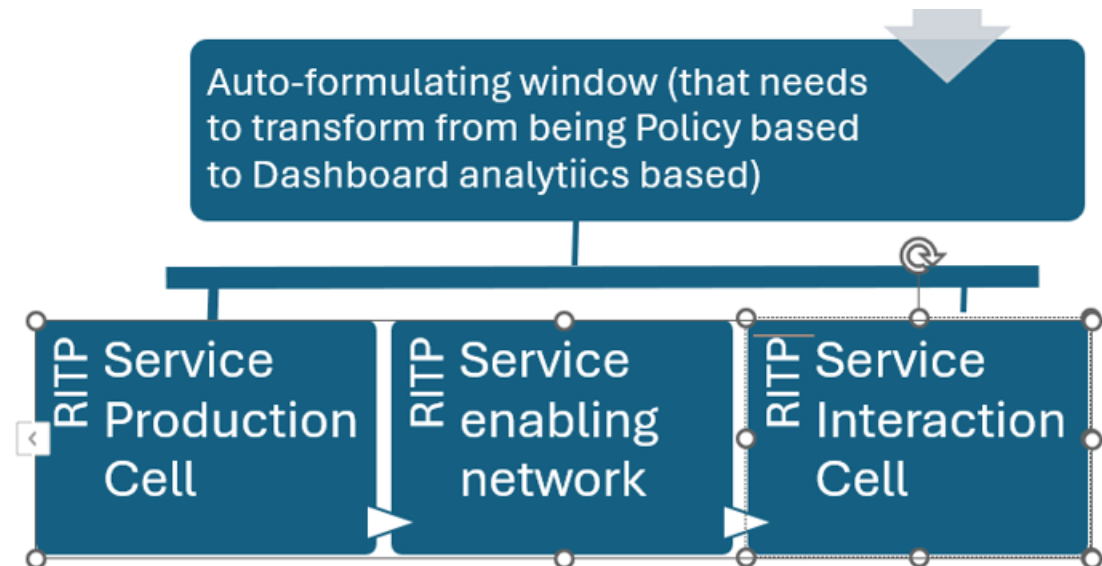 Auto-formulating window (that needs
to transform from being Policy based
to Dashboard analytiics based)
RITP
Service
Production
Cell
RITP
Service
enabling
network
RITP
Service
Interaction
Cell